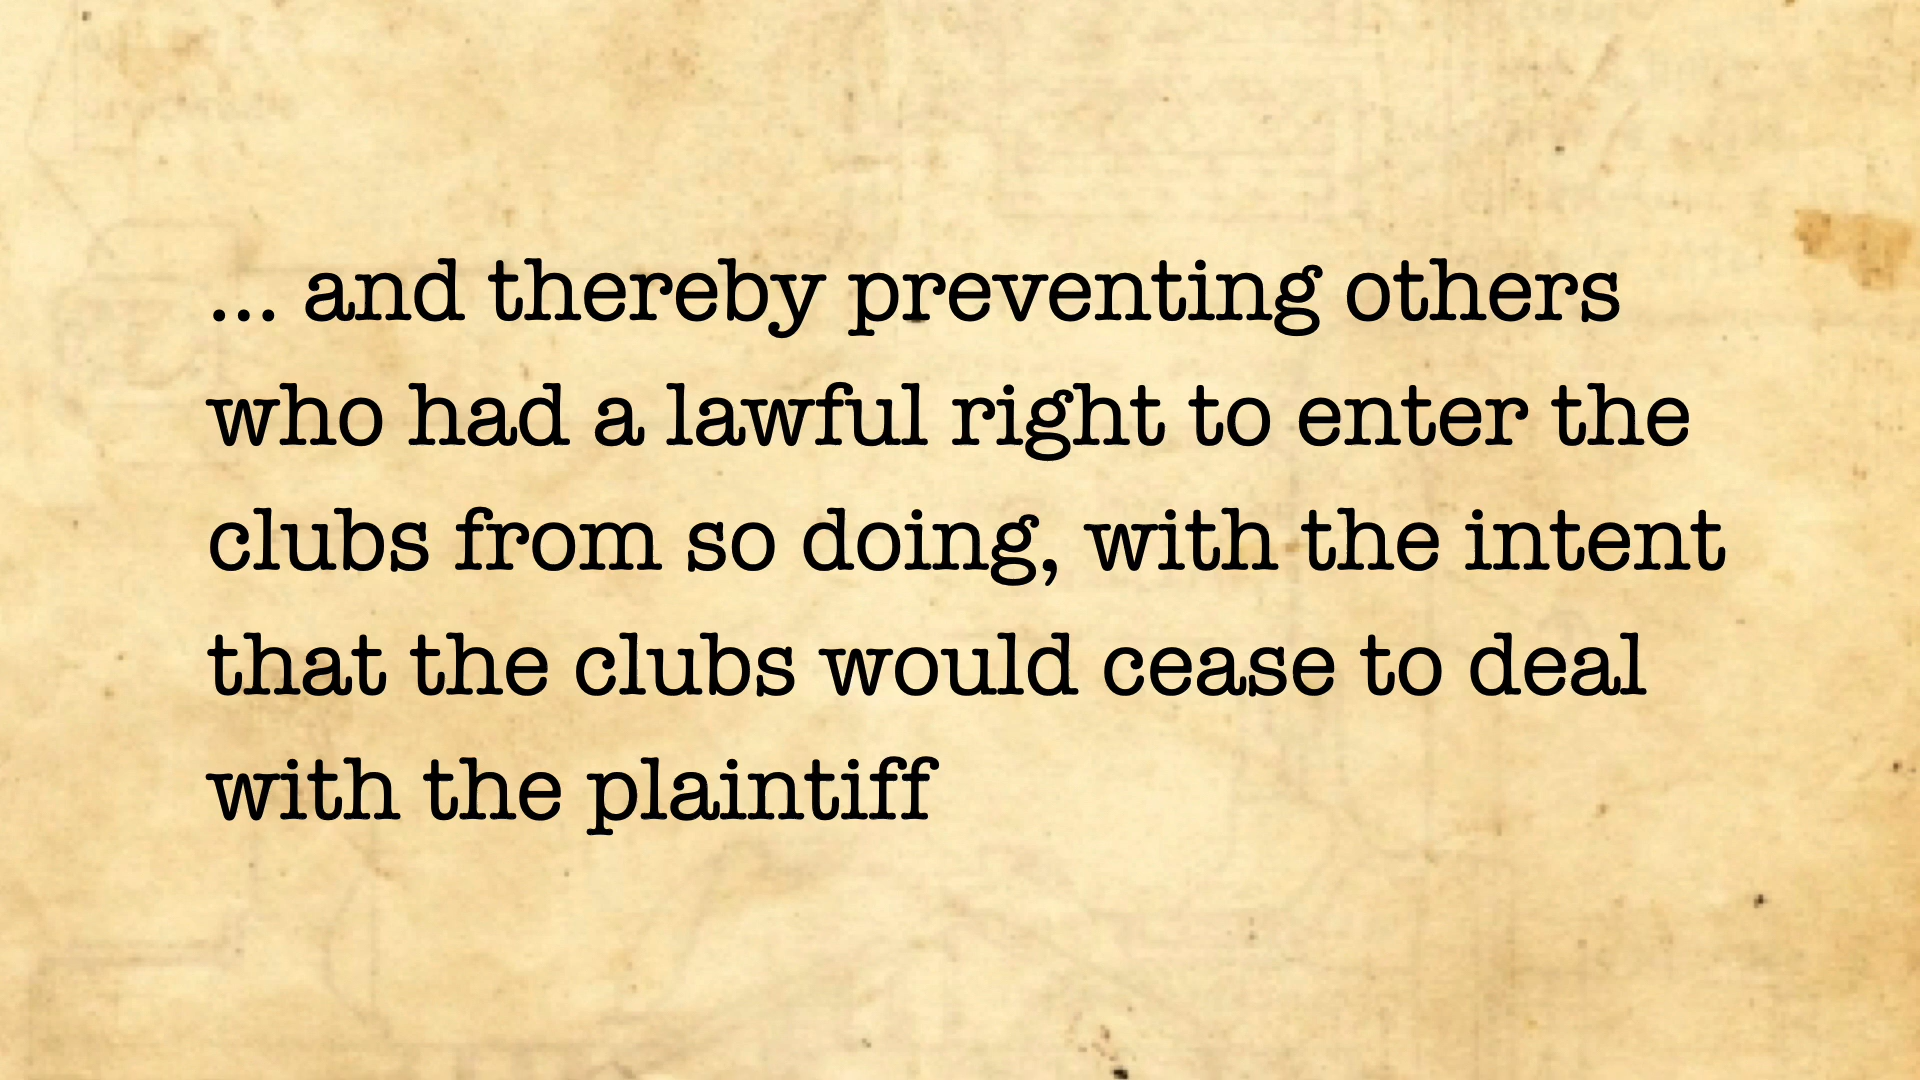 ... and thereby preventing others
who had a lawful right to enter the
clubs from so doing, with the intent
that the clubs would cease to deal
with the plaintiff